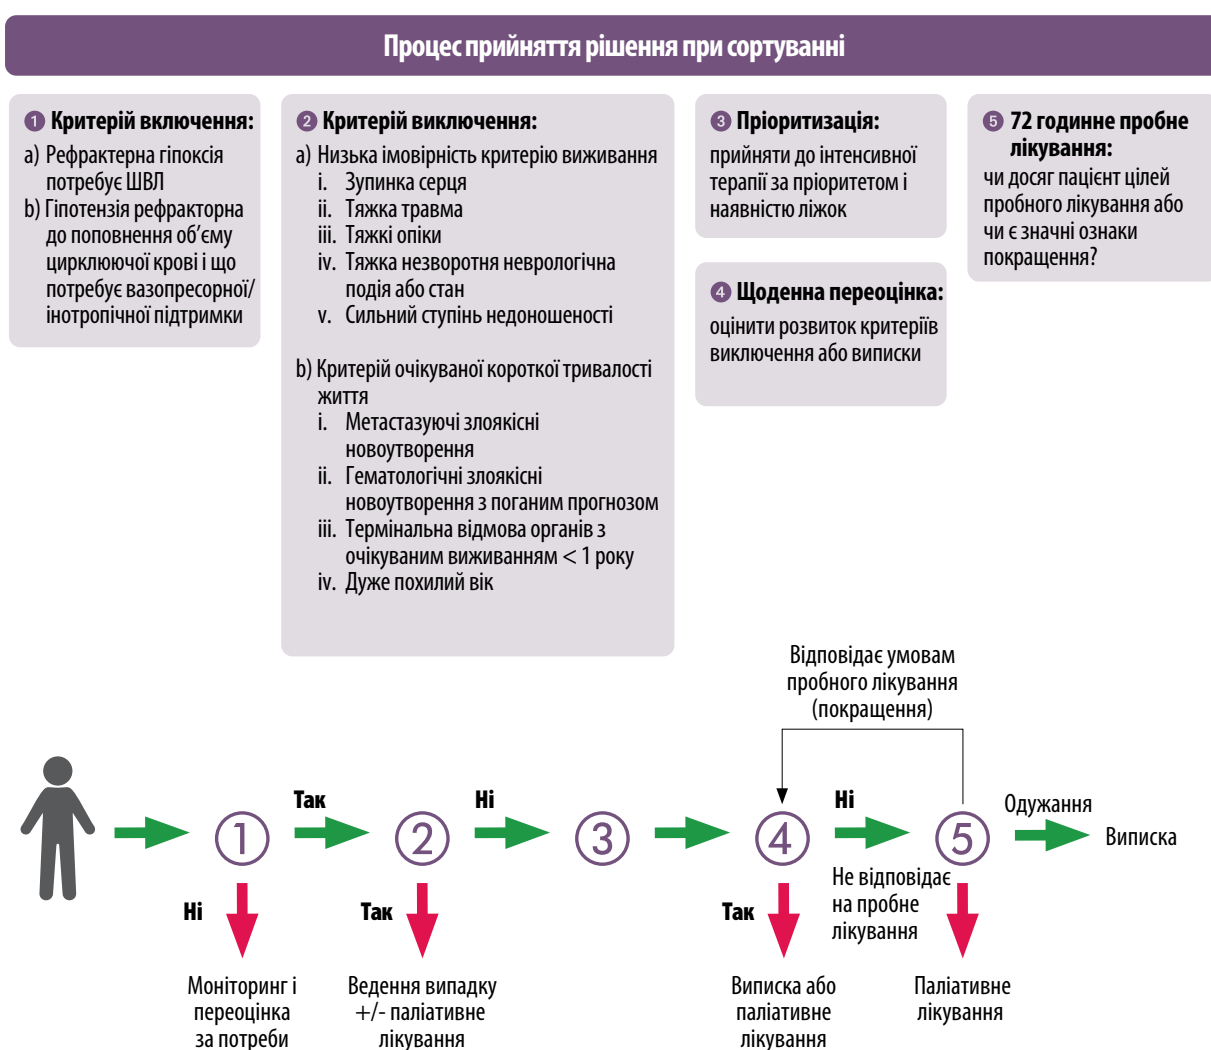 Процес прийняття рішення при сортуванні
1 Критерій включення:
a) Рефрактерна гіпоксія
потребує ШВЛ
b) Гіпотензія рефракторна
до поповнення об’єму
цирклюючої крові і що
потребує вазопресорної/
інотропічної підтримки
2 Критерій виключення:
a) Низька імовірність критерію виживання
i. Зупинка серця
ii. Тяжка травма
iii. Тяжкі опіки
iv. Тяжка незворотня неврологічна
подія або стан
v. Сильний ступінь недоношеності
b) Критерій очікуваної короткої тривалості
життя
i. Метастазуючі злоякісні
новоутворення
ii. Гематологічні злоякісні
новоутворення з поганим прогнозом
iii. Термінальна відмова органів з
очікуваним виживанням < 1 року
iv. Дуже похилий вік
3 Пріоритизація:
прийняти до інтенсивної
терапії за пріоритетом і
наявністю ліжок
4 Щоденна переоцінка:
оцінити розвиток критеріїв
виключення або виписки
5 72 годинне пробне
лікування:
чи досяг пацієнт цілей
пробного лікування або
чи є значні ознаки
покращення?
Відповідає умовам
пробного лікування
(покращення)
Так
Ні
Ні
Одужання
1
2
3
4
5
Виписка
Ні
Так
Так
Не відповідає
на пробне
лікування
Моніторинг і
переоцінка
за потреби
Ведення випадку
+/- паліативне
лікування
Виписка або
паліативне
лікування
Паліативне
лікування